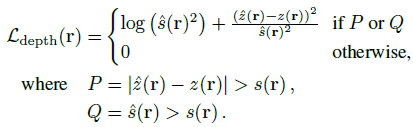 ℒ_depth(r) = { log (ŝ(r)²) + (ẑ(r)−z(r))² / ŝ(r)²  if P or Q
0  otherwise,
where P = |ẑ(r) − z(r)| > s(r) ,
Q = ŝ(r) > s(r) .